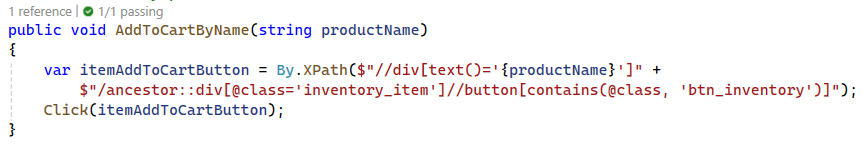 1 reference | 1/1 passing
public void AddToCartByName(string productName)
{
    var itemAddToCartButton = By.XPath($"//div[text()='{productName}']" +
        $"/ancestor::div[@class='inventory_item']//button[contains(@class, 'btn_inventory')]");
    Click(itemAddToCartButton);
}